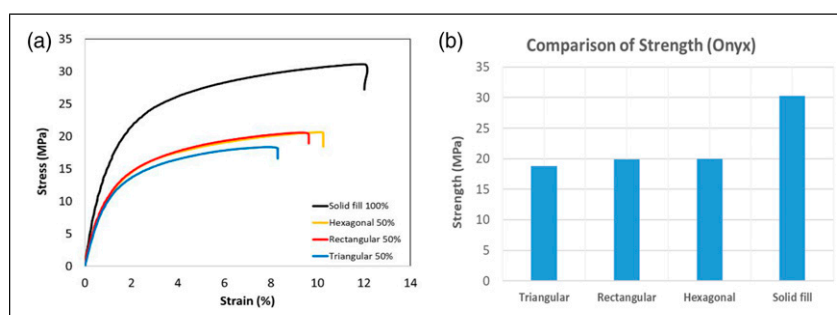 (a)
35
30
25
20
15
10
5
0
Stress (MPa)
Solid fill 100%
Hexagonal 50%
Rectangular 50%
Triangular 50%
0 2 4 6 8 10 12 14
Strain (%)
(b)
Comparison of Strength (Onyx)
35
30
25
20
15
10
5
0
Strength (MPa)
Triangular Rectangular Hexagonal Solid fill